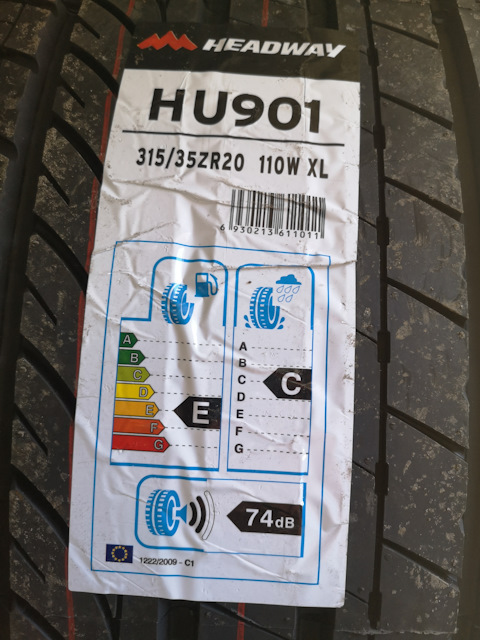 HEADWAY
HU901
315/35ZR20 110W XL
6 930213 611011
A
B
C
D
E
F
G
E
A
B
C
D
E
F
G
C
74dB
1222/2009 - C1